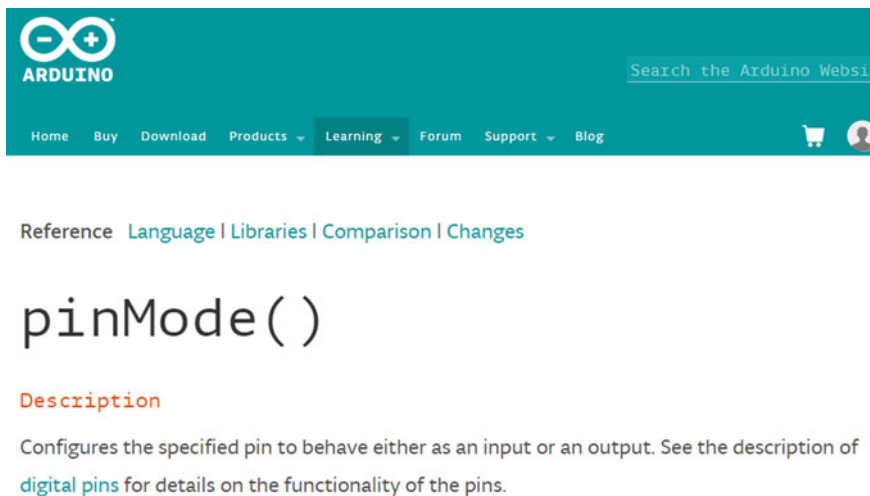 ARDUINO
Search the Arduino Websi
Home Buy Download Products Learning Forum Support Blog
Reference Language | Libraries | Comparison | Changes
pinMode()
Description
Configures the specified pin to behave either as an input or an output. See the description of
digital pins for details on the functionality of the pins.